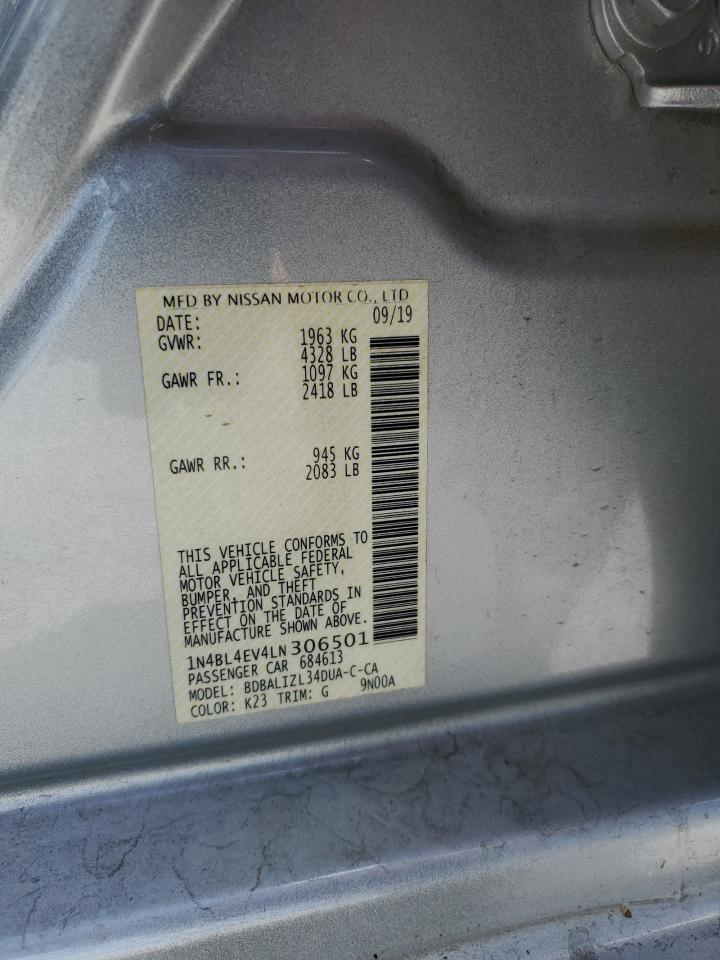 MFD BY NISSAN MOTOR CO., LTD
DATE: 09/19
GVWR: 1963 KG
4328 LB
GAWR FR.: 1097 KG
2418 LB
GAWR RR.: 945 KG
2083 LB
THIS VEHICLE CONFORMS TO
ALL APPLICABLE FEDERAL
MOTOR VEHICLE SAFETY,
BUMPER, AND THEFT
PREVENTION STANDARDS IN
EFFECT ON THE DATE OF
MANUFACTURE SHOWN ABOVE.
1N4BL4EV4LN306501
PASSENGER CAR 684613
MODEL: BDBALIZL34DUA-C-CA
COLOR: K23 TRIM: G 9N00A